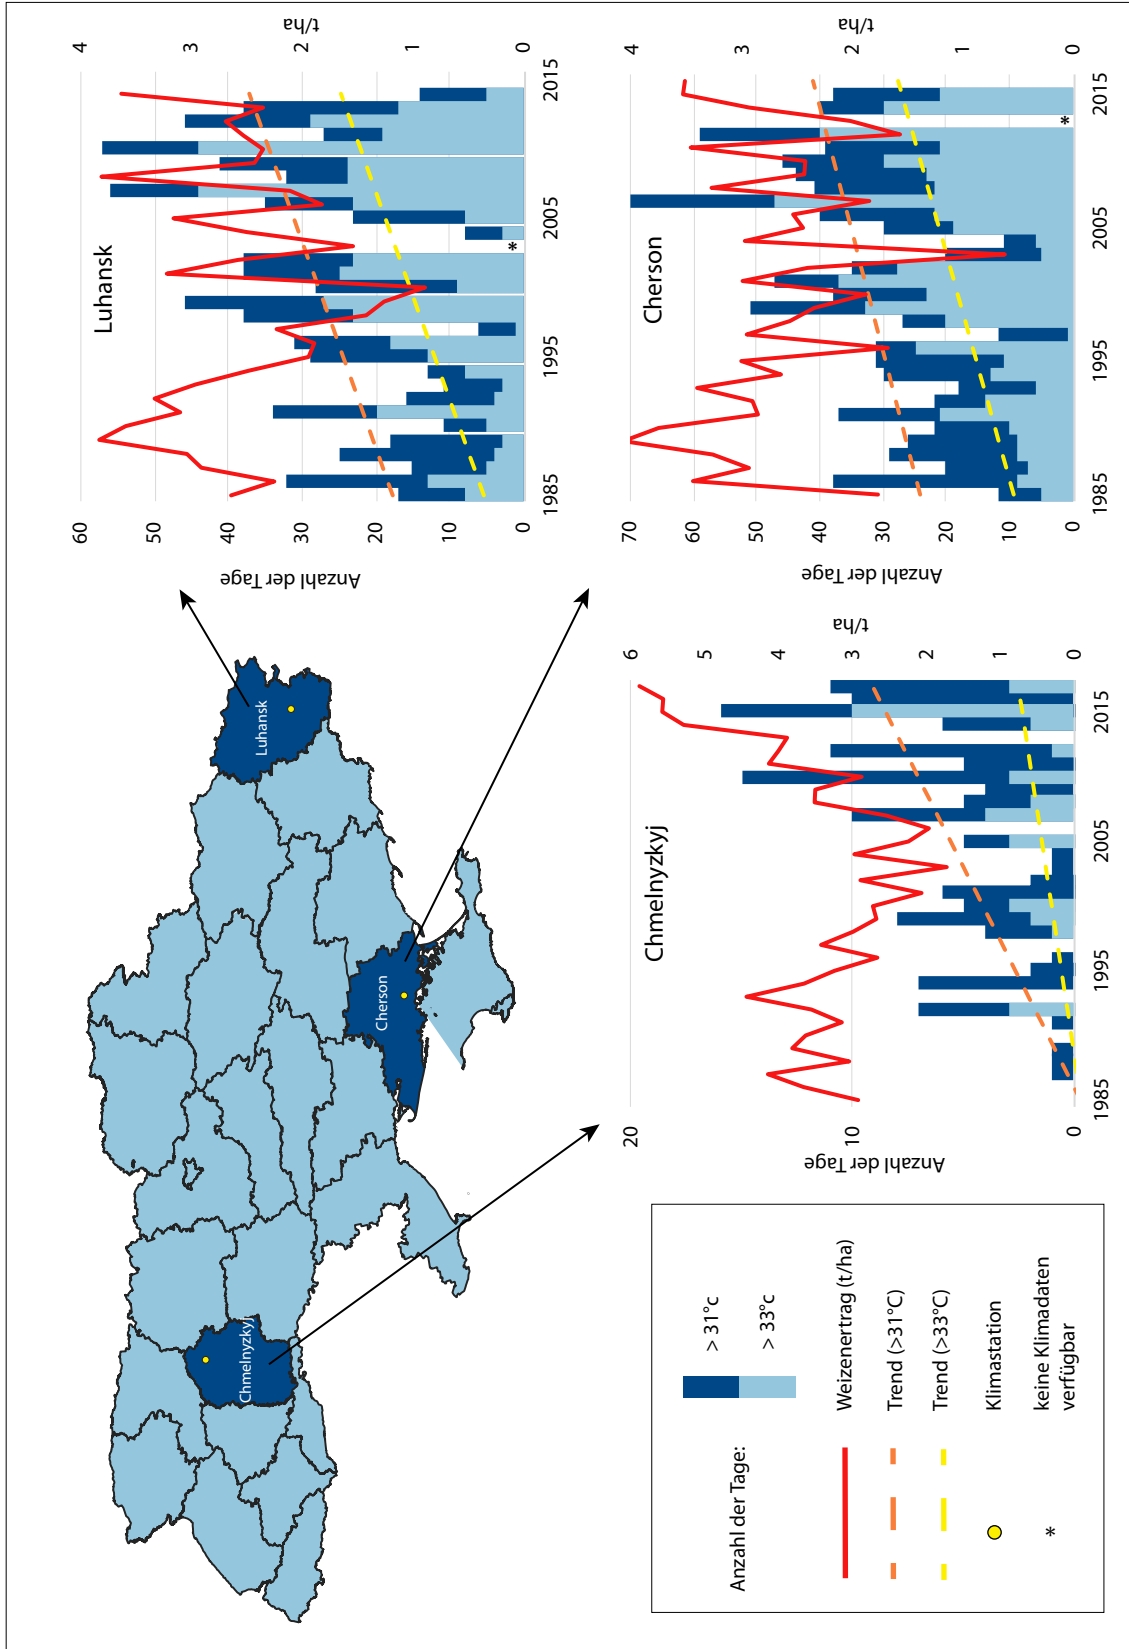 Chmelnyzkyj
Cherson
Luhansk
Anzahl der Tage:
> 31°c
> 33°c
Weizenertrag (t/ha)
Trend (>31°C)
Trend (>33°C)
Klimastation
*
keine Klimadaten
verfügbar
Chmelnyzkyj
Anzahl der Tage
20
10
0
t/ha
6
5
4
3
2
1
0
1985
1995
2005
2015
Luhansk
Anzahl der Tage
60
50
40
30
20
10
0
t/ha
4
3
2
1
0
*
1985
1995
2005
2015
Cherson
Anzahl der Tage
70
60
50
40
30
20
10
0
t/ha
4
3
2
1
0
*
1985
1995
2005
2015